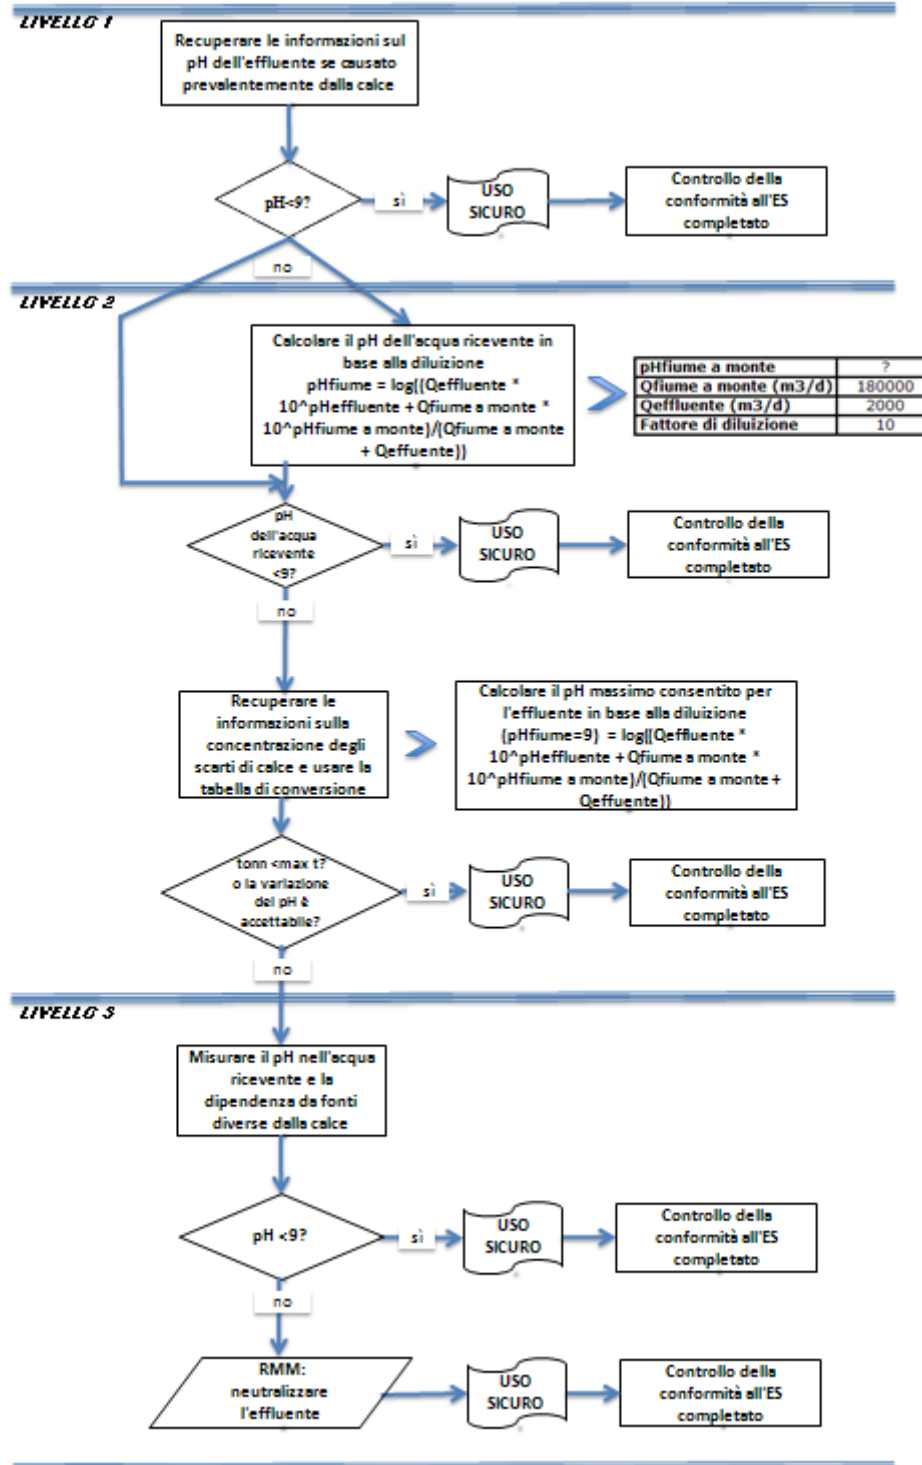 LIVELLO 1
Recuperare le informazioni sul
pH dell'effluente se causato
prevalentemente dalla calce
pH<9?
sì
USO
SICURO
Controllo della
conformità all'ES
completato
no
LIVELLO 2
Calcolare il pH dell'acqua ricevente in
base alla diluizione
pHfiume = log((Qeffluente *
10^pHeffluente + Qfiume a monte *
10^pHfiume a monte)/(Qfiume a monte
+ Qeffuente))
pHfiume a monte ?
Qfiume a monte (m3/d) 180000
Qeffluente (m3/d) 2000
Fattore di diluizione 10
pH
dell'acqua
ricevente
<9?
sì
USO
SICURO
Controllo della
conformità all'ES
completato
no
Recuperare le
informazioni sulla
concentrazione degli
scarti di calce e usare la
tabella di conversione
Calcolare il pH massimo consentito per
l'effluente in base alla diluizione
(pHfiume=9) = log((Qeffluente *
10^pHeffluente + Qfiume a monte *
10^pHfiume a monte)/(Qfiume a monte +
Qeffuente))
tonn <max t?
o la variazione
del pH è
accettabile?
sì
USO
SICURO
Controllo della
conformità all'ES
completato
no
LIVELLO 3
Misurare il pH nell'acqua
ricevente e la
dipendenza da fonti
diverse dalla calce
pH <9?
sì
USO
SICURO
Controllo della
conformità all'ES
completato
no
RMM:
neutralizzare
l'effluente
USO
SICURO
Controllo della
conformità all'ES
completato